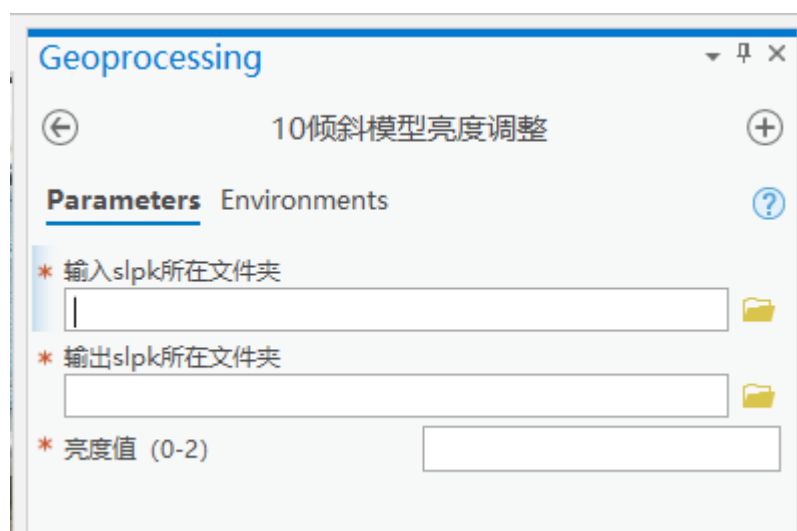 Geoprocessing
10倾斜模型亮度调整
Parameters Environments
* 输入slpk所在文件夹
* 输出slpk所在文件夹
* 亮度值 (0-2)